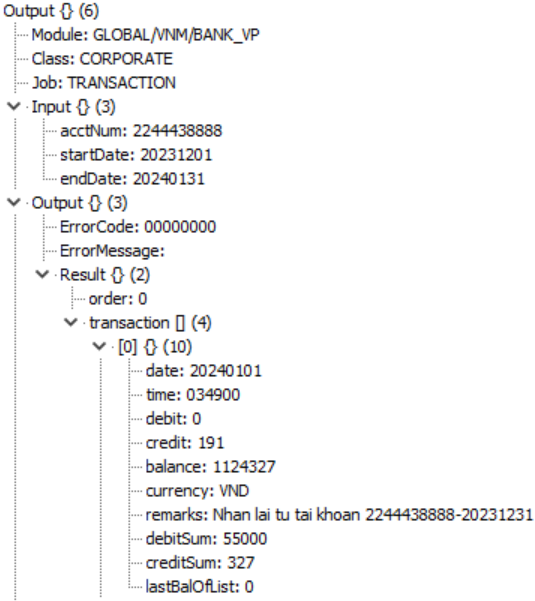 Output {} (6)
Module: GLOBAL/VNM/BANK_VP
Class: CORPORATE
Job: TRANSACTION
Input {} (3)
acctNum: 2244438888
startDate: 20231201
endDate: 20240131
Output {} (3)
ErrorCode: 00000000
ErrorMessage:
Result {} (2)
order: 0
transaction [] (4)
[0] {} (10)
date: 20240101
time: 034900
debit: 0
credit: 191
balance: 1124327
currency: VND
remarks: Nhan lai tu tai khoan 2244438888-20231231
debitSum: 55000
creditSum: 327
lastBalOfList: 0